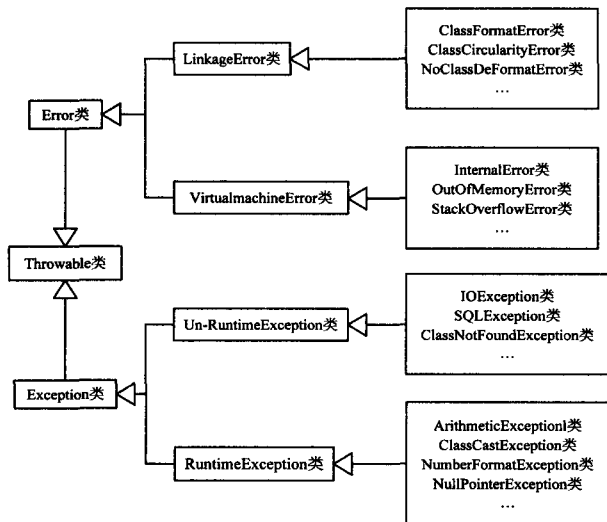 ClassFormatError类
ClassCircularityError类
NoClassDeFormatError类
…
LinkageError类
Error类
InternalError类
OutOfMemoryError类
StackOverflowError类
…
VirtualmachineError类
Throwable类
IOException类
SQLException类
ClassNotFoundException类
…
Un-RuntimeException类
Exception类
ArithmeticExceptionl类
ClassCastException类
NumberFormatException类
NullPointerException类
…
RuntimeException类